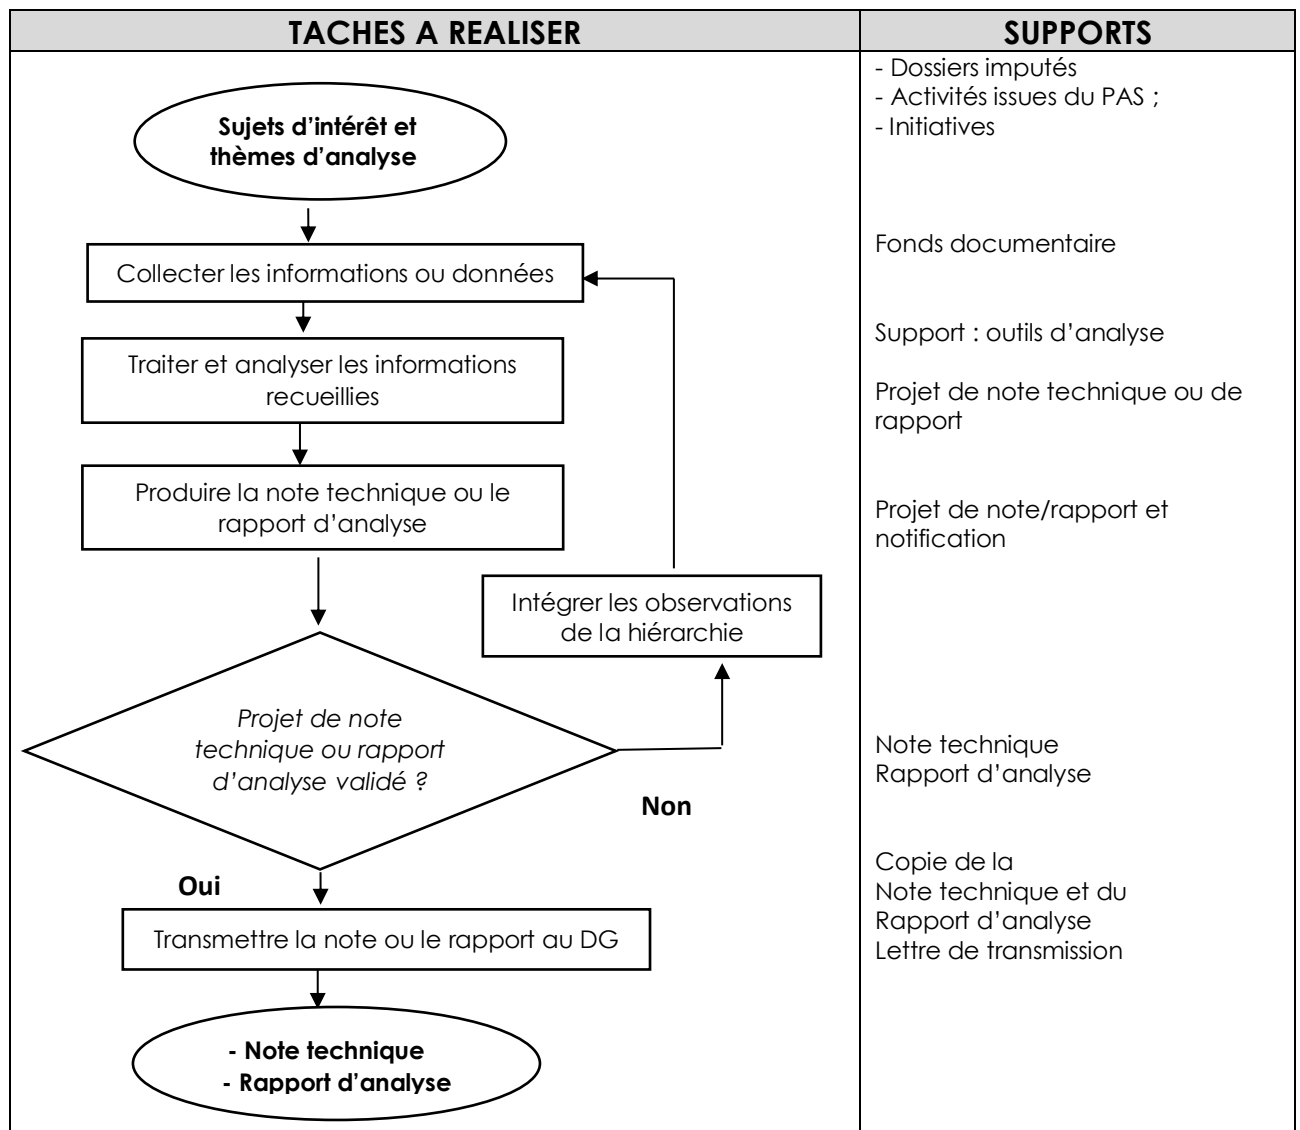 TACHES A REALISER
SUPPORTS
Sujets d’intérêt et
thèmes d’analyse
Collecter les informations ou données
Traiter et analyser les informations
recueillies
Produire la note technique ou le
rapport d’analyse
Intégrer les observations
de la hiérarchie
Projet de note
technique ou rapport
d’analyse validé ?
Non
Oui
Transmettre la note ou le rapport au DG
- Note technique
- Rapport d’analyse
- Dossiers imputés
- Activités issues du PAS ;
- Initiatives
Fonds documentaire
Support : outils d’analyse
Projet de note technique ou de
rapport
Projet de note/rapport et
notification
Note technique
Rapport d’analyse
Copie de la
Note technique et du
Rapport d’analyse
Lettre de transmission